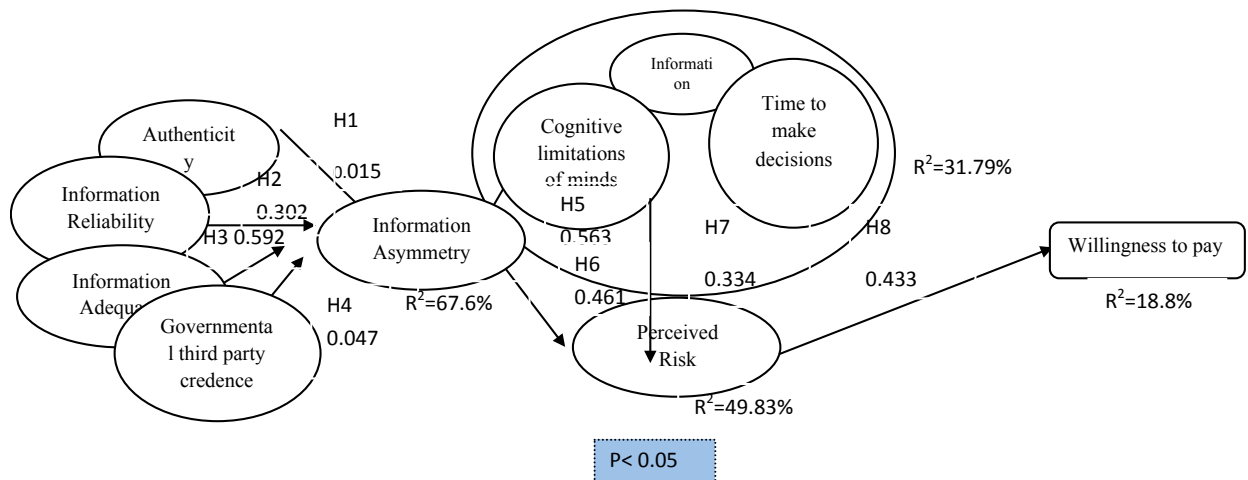 Informati
on
Time to
make
decisions
Cognitive
limitations
of minds
H1
Authenticit
y
0.015
R²=31.79%
H2
Information
Reliability
0.302
H3 0.592
Information
Asymmetry
R²=67.6%
H5
0.563
H6
0.461
H7
0.334
H8
0.433
Willingness to pay
R²=18.8%
Information
Adequa
H4
0.047
Governmenta
l third party
credence
Perceived
Risk
R²=49.83%
P< 0.05